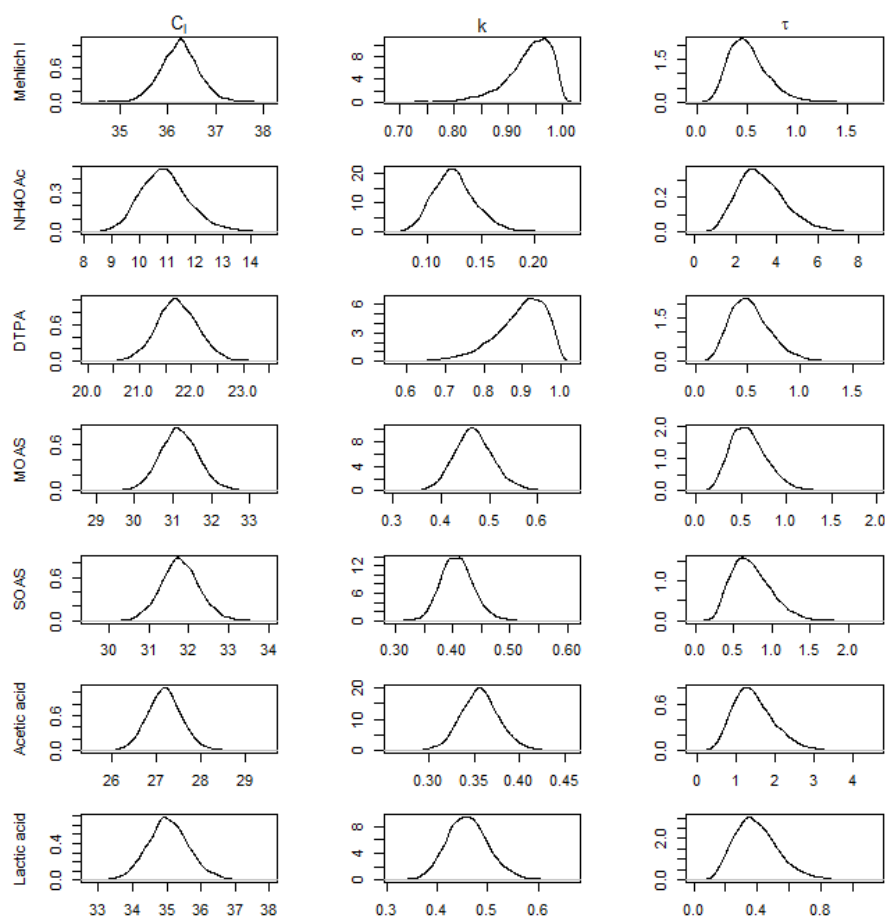 C_I k τ
Mehlich I
0.0 0.6
35 36 37 38
0 4 8
0.70 0.80 0.90 1.00
0.0 1.5
0.0 0.5 1.0 1.5
NH4OAc
0.0 0.3
8 9 10 11 12 13 14
0 10 20
0.10 0.15 0.20
0.0 0.2
0 2 4 6 8
DTPA
0.0 0.6
20.0 21.0 22.0 23.0
0 3 6
0.6 0.7 0.8 0.9 1.0
0.0 1.5
0.0 0.5 1.0 1.5
MOAS
0.0 0.6
29 30 31 32 33
0 4 8
0.3 0.4 0.5 0.6
0.0 1.0 2.0
0.0 0.5 1.0 1.5 2.0
SOAS
0.0 0.6
30 31 32 33 34
0 4 8 12
0.30 0.40 0.50 0.60
0.0 1.0
0.0 0.5 1.0 1.5 2.0
Acetic acid
0.0 0.6
26 27 28 29
0 10 20
0.30 0.35 0.40 0.45
0.0 0.6
0 1 2 3 4
Lactic acid
0.0 0.4
33 34 35 36 37 38
0 4 8
0.3 0.4 0.5 0.6
0.0 2.0
0.0 0.4 0.8